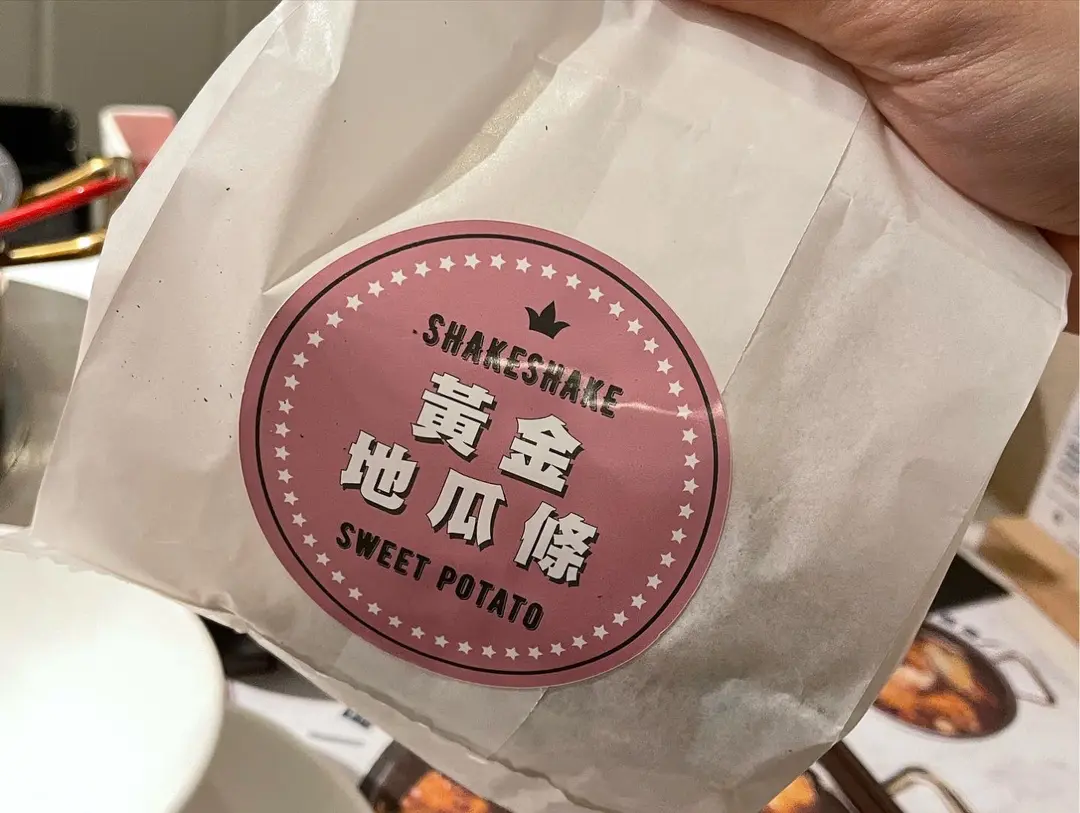 SHAKESHAKE
黃金
地瓜條
SWEET POTATO